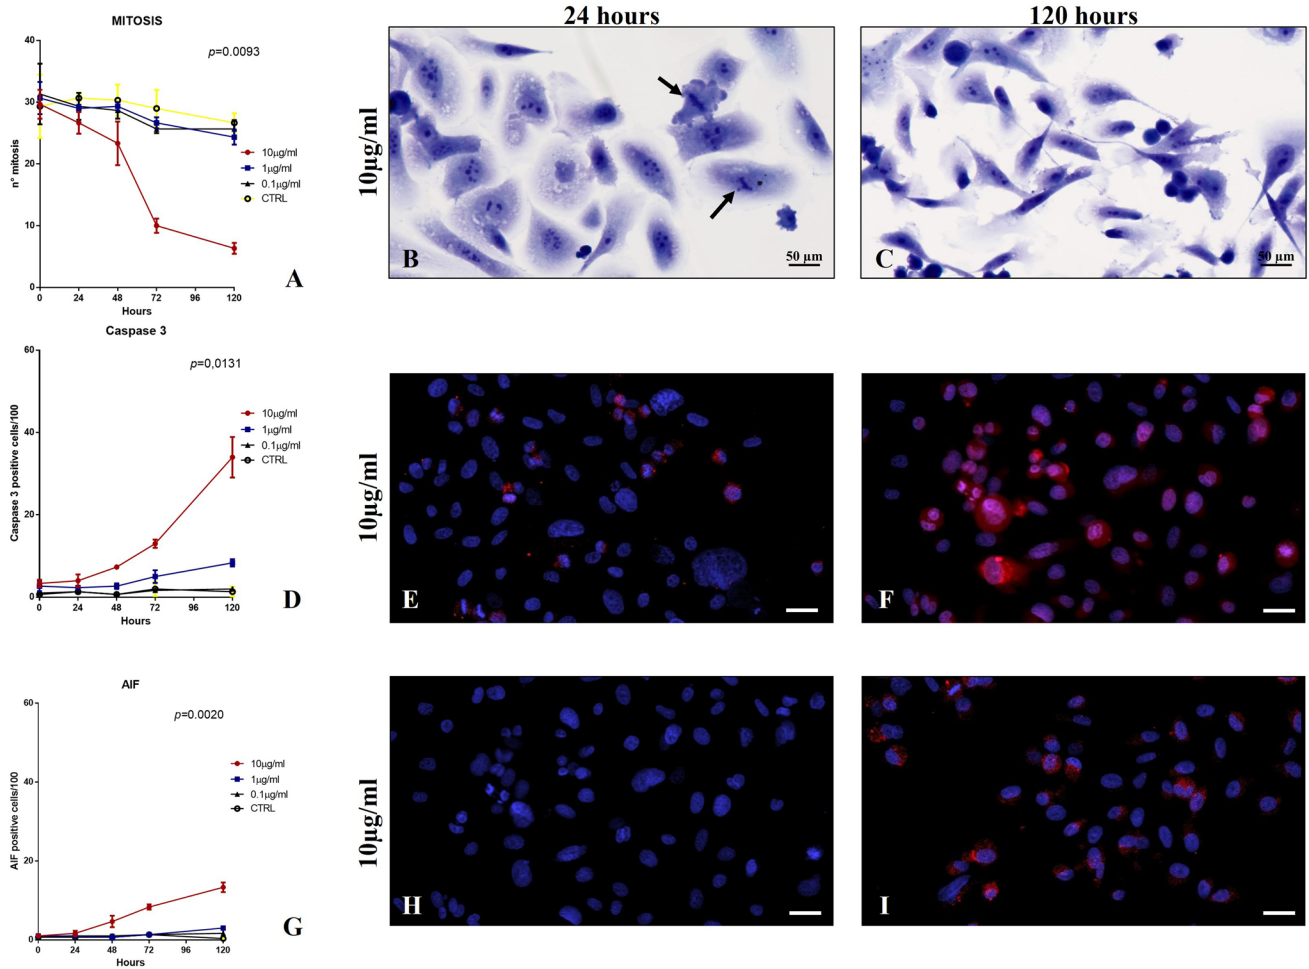 24 hours
120 hours
MITOSIS
p=0.0093
40
30
20
10
0
n° mitosis
0 24 48 72 96 120
Hours
10µg/ml
1µg/ml
0.1µg/ml
CTRL
A
10µg/ml
B
50 µm
C
50 µm
Caspase 3
p=0,0131
60
40
20
0
Caspase 3 positive cells/100
0 24 48 72 96 120
Hours
10µg/ml
1µg/ml
0.1µg/ml
CTRL
D
10µg/ml
E
F
AIF
p=0.0020
60
40
20
0
AIF positive cells/100
0 24 48 72 96 120
Hours
10µg/ml
1µg/ml
0.1µg/ml
CTRL
G
10µg/ml
H
I